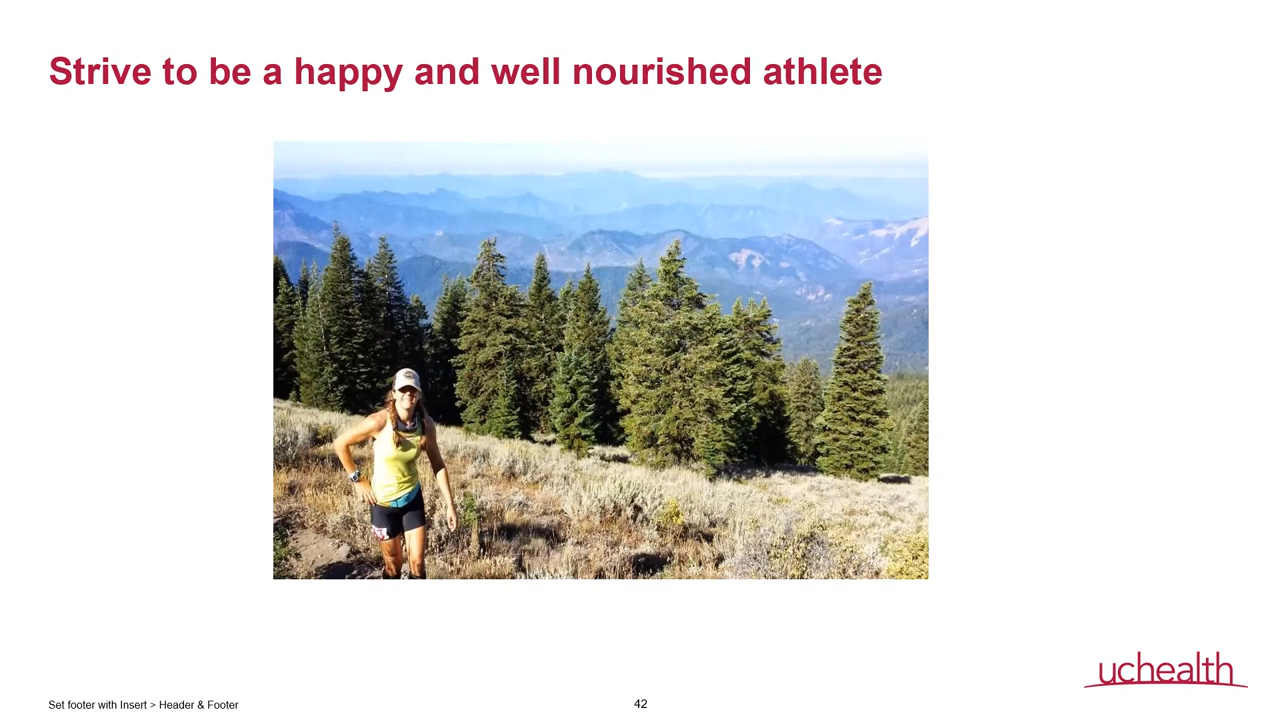 Strive to be a happy and well nourished athlete
uchealth
Set footer with Insert > Header & Footer
42